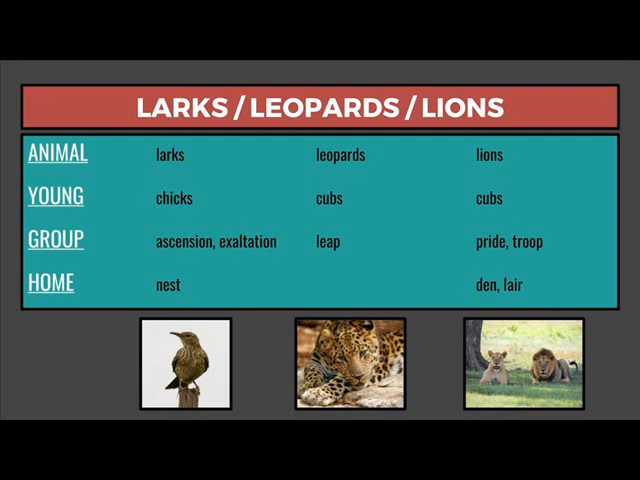 LARKS / LEOPARDS / LIONS
ANIMAL larks leopards lions
YOUNG chicks cubs cubs
GROUP ascension, exaltation leap pride, troop
HOME nest den, lair